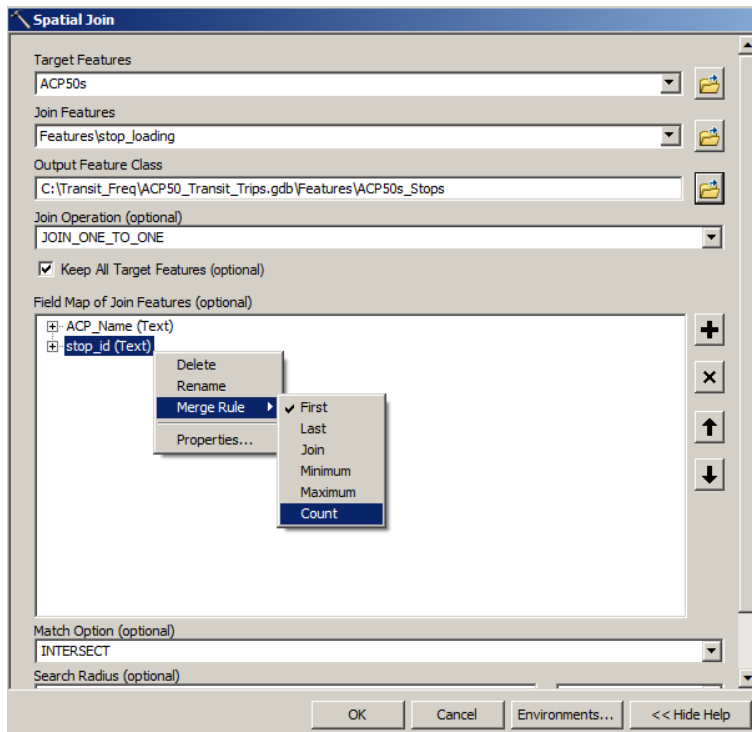 Spatial Join
Target Features
ACP50s
Join Features
Features\stop_loading
Output Feature Class
C:\Transit_Freq\ACP50_Transit_Trips.gdb\Features\ACP50s_Stops
Join Operation (optional)
JOIN_ONE_TO_ONE
Keep All Target Features (optional)
Field Map of Join Features (optional)
ACP_Name (Text)
stop_id (Text)
Delete
Rename
Merge Rule
Properties...
First
Last
Join
Minimum
Maximum
Count
Match Option (optional)
INTERSECT
Search Radius (optional)
OK Cancel Environments... << Hide Help